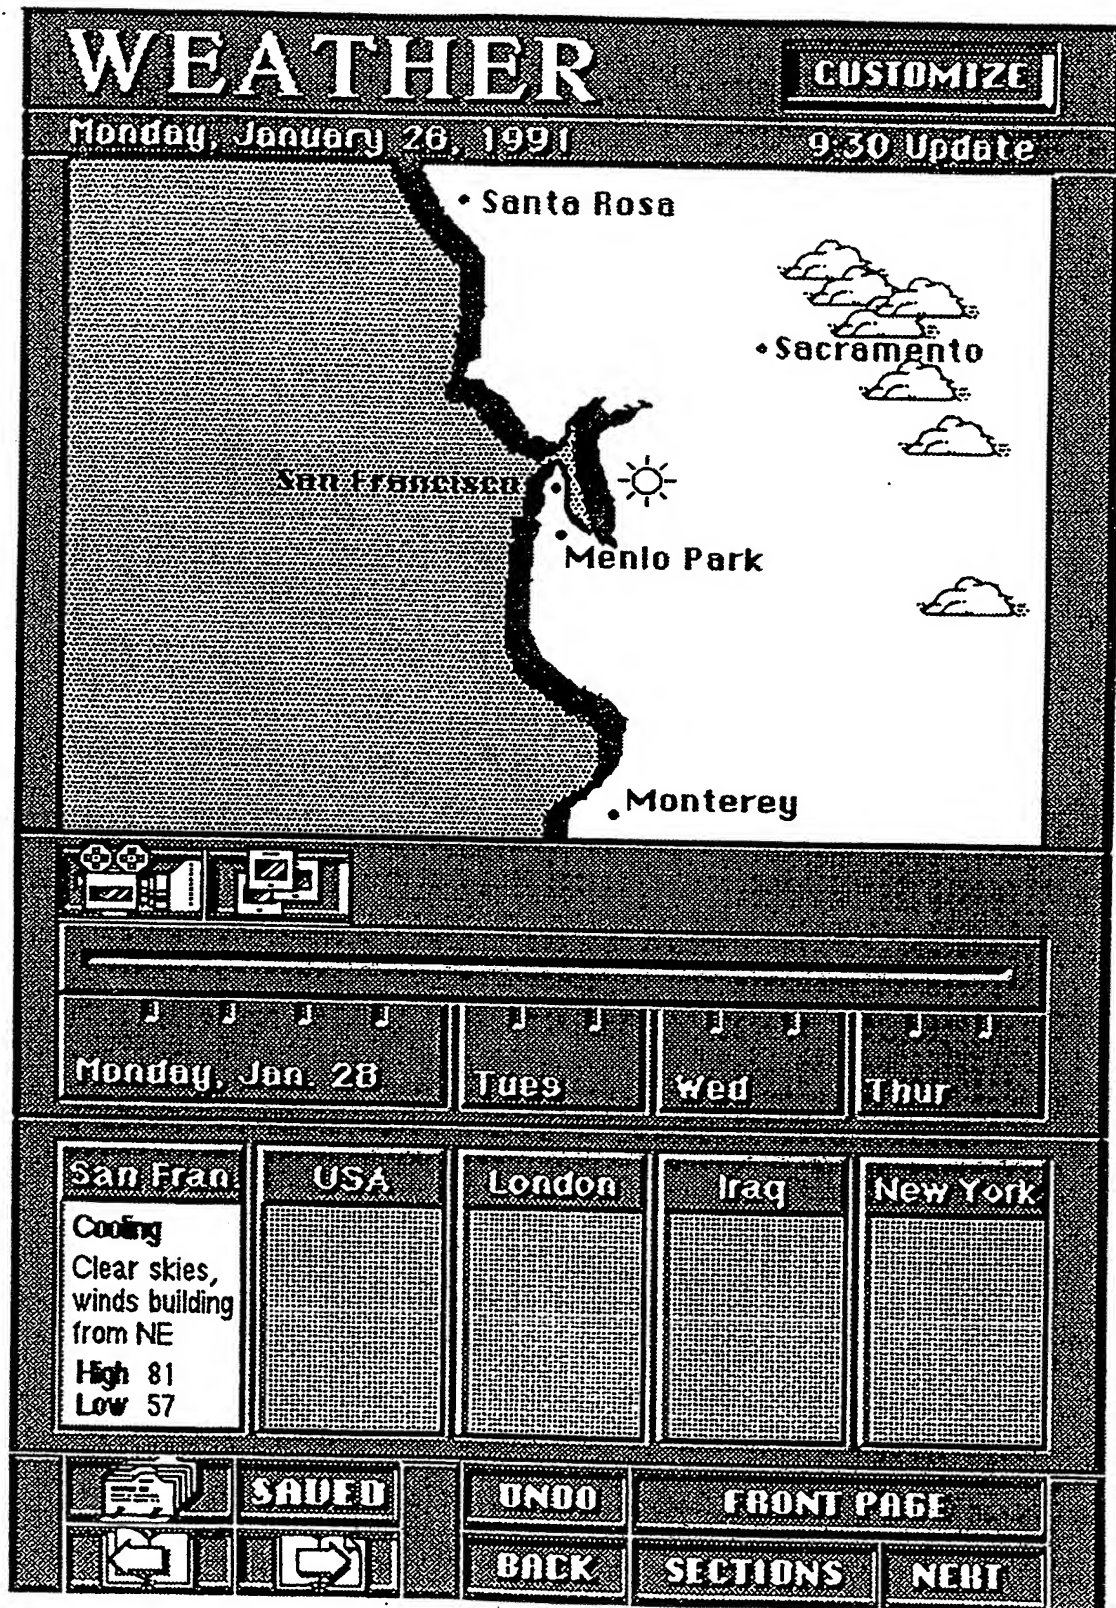 WEATHER
CUSTOMIZE
Monday, January 28, 1991
9:30 Update
Santa Rosa
Sacramento
San Francisco
Menlo Park
Monterey
Monday, Jan. 28
Tues
Wed
Thur
San Fran
USA
London
Iraq
New York
Cooling
Clear skies,
winds building
from NE
High 81
Low 57
SAVED
UNDO
FRONT PAGE
BACK
SECTIONS
NEXT